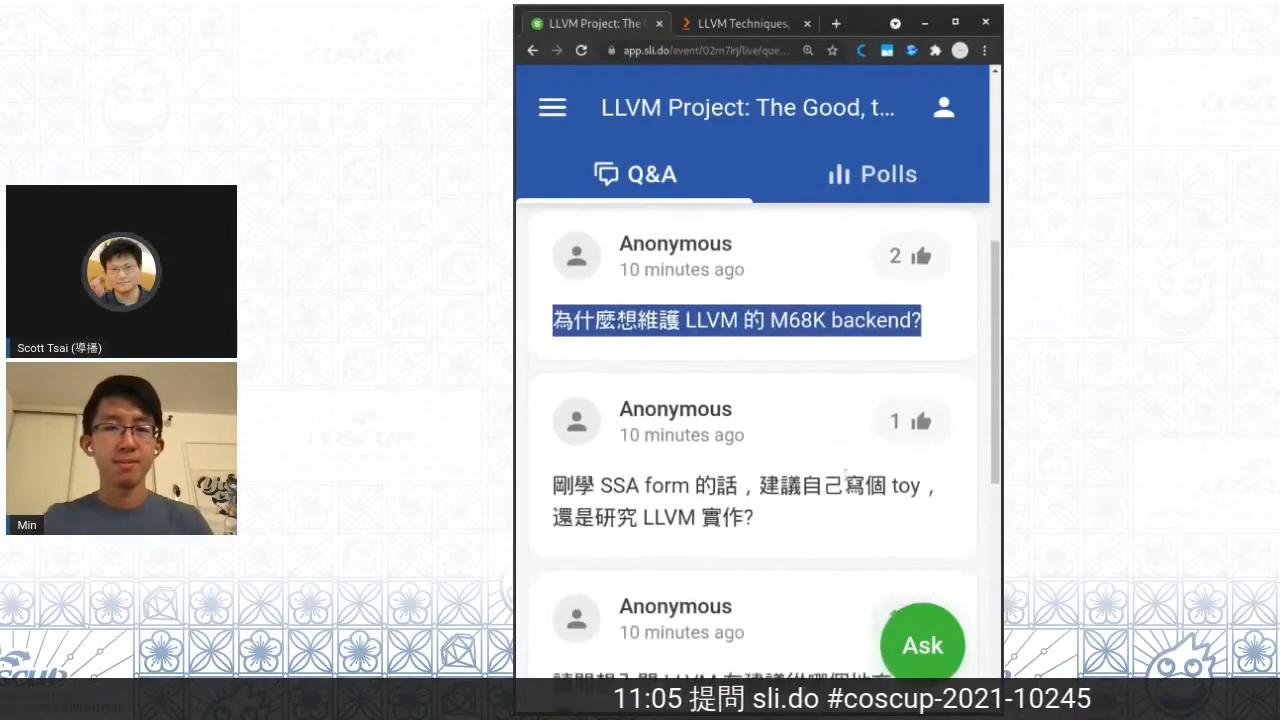 LLVM Project: The
LLVM Techniques,
app.sli.do/event/02m7irj/live/que...
LLVM Project: The Good, t...
Q&A
Polls
Anonymous
2
10 minutes ago
為什麼想維護 LLVM 的 M68K backend?
Anonymous
1
10 minutes ago
剛學 SSA form 的話，建議自己寫個 toy，
還是研究 LLVM 實作?
Anonymous
10 minutes ago
Ask
Scott Tsai (導播)
Min
11:05 提問 sli.do #coscup-2021-10245